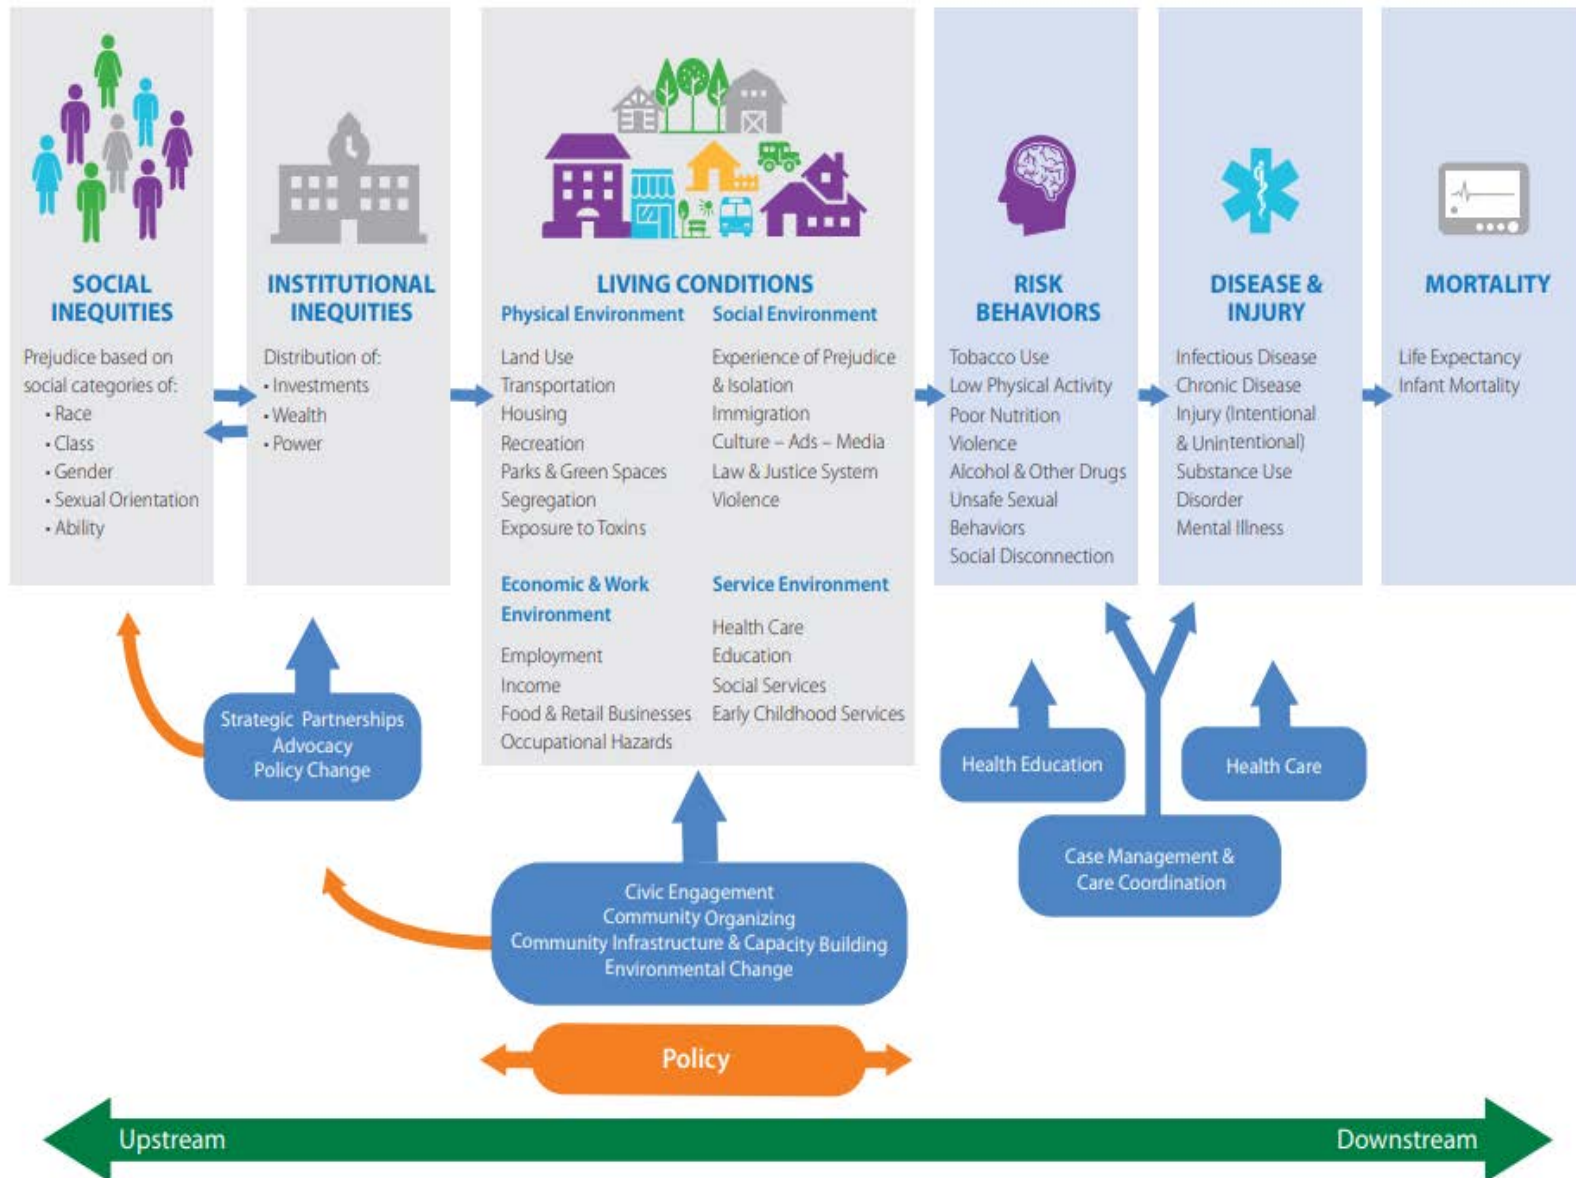 SOCIAL
INEQUITIES
Prejudice based on
social categories of:
• Race
• Class
• Gender
• Sexual Orientation
• Ability
INSTITUTIONAL
INEQUITIES
Distribution of:
• Investments
• Wealth
• Power
LIVING CONDITIONS
Physical Environment
Land Use
Transportation
Housing
Recreation
Parks & Green Spaces
Segregation
Exposure to Toxins
Social Environment
Experience of Prejudice
& Isolation
Immigration
Culture – Ads – Media
Law & Justice System
Violence
Economic & Work
Environment
Employment
Income
Food & Retail Businesses
Occupational Hazards
Service Environment
Health Care
Education
Social Services
Early Childhood Services
RISK
BEHAVIORS
Tobacco Use
Low Physical Activity
Poor Nutrition
Violence
Alcohol & Other Drugs
Unsafe Sexual
Behaviors
Social Disconnection
DISEASE &
INJURY
Infectious Disease
Chronic Disease
Injury (Intentional
& Unintentional)
Substance Use
Disorder
Mental Illness
MORTALITY
Life Expectancy
Infant Mortality
Strategic Partnerships
Advocacy
Policy Change
Civic Engagement
Community Organizing
Community Infrastructure & Capacity Building
Environmental Change
Health Education
Health Care
Case Management &
Care Coordination
Policy
Upstream
Downstream